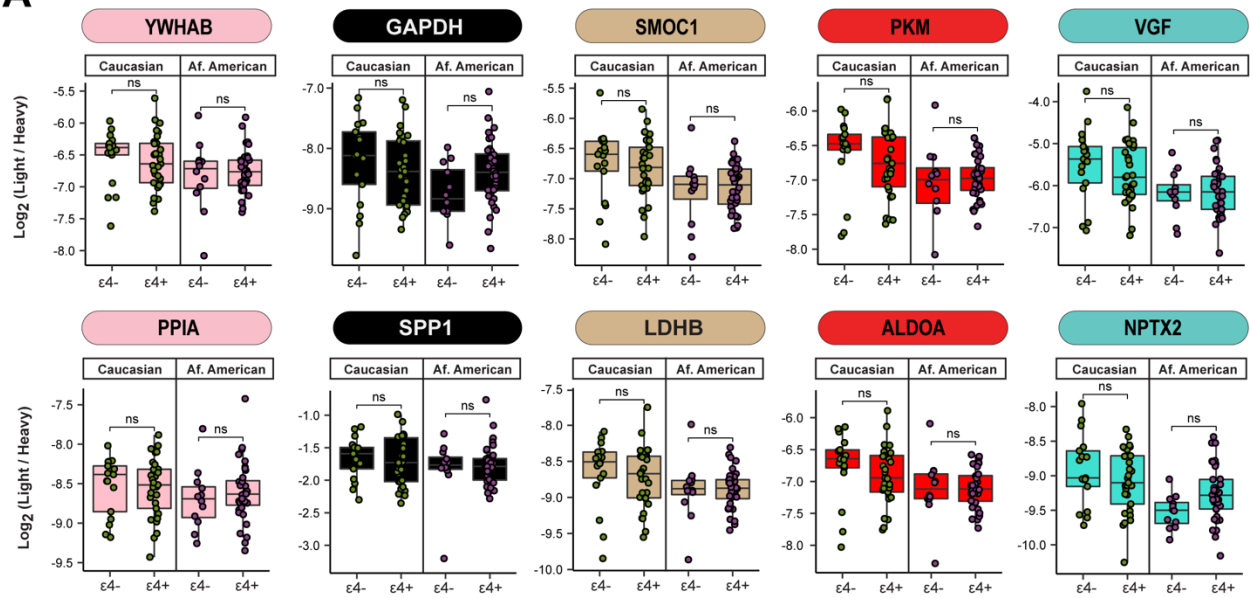 A
YWHAB GAPDH SMOC1 PKM VGF
Caucasian Af. American Caucasian Af. American Caucasian Af. American Caucasian Af. American Caucasian Af. American
Log2 (Light / Heavy)
ns ns ns ns ns ns ns ns ns ns
-5.5 -6.0 -6.5 -7.0 -7.5 -8.0
-7.0 -8.0 -9.0
-5.5 -6.0 -6.5 -7.0 -7.5 -8.0
-6.0 -6.5 -7.0 -7.5 -8.0
-4.0 -5.0 -6.0 -7.0
ε4- ε4+ ε4- ε4+ ε4- ε4+ ε4- ε4+ ε4- ε4+ ε4- ε4+ ε4- ε4+ ε4- ε4+ ε4- ε4+ ε4- ε4+
PPIA SPP1 LDHB ALDOA NPTX2
Caucasian Af. American Caucasian Af. American Caucasian Af. American Caucasian Af. American Caucasian Af. American
Log2 (Light / Heavy)
ns ns ns ns ns ns ns ns ns ns
-7.5 -8.0 -8.5 -9.0 -9.5
-1.0 -1.5 -2.0 -2.5 -3.0
-7.5 -8.0 -8.5 -9.0 -9.5 -10.0
-6.0 -6.5 -7.0 -7.5 -8.0
-8.0 -8.5 -9.0 -9.5 -10.0
ε4- ε4+ ε4- ε4+ ε4- ε4+ ε4- ε4+ ε4- ε4+ ε4- ε4+ ε4- ε4+ ε4- ε4+ ε4- ε4+ ε4- ε4+